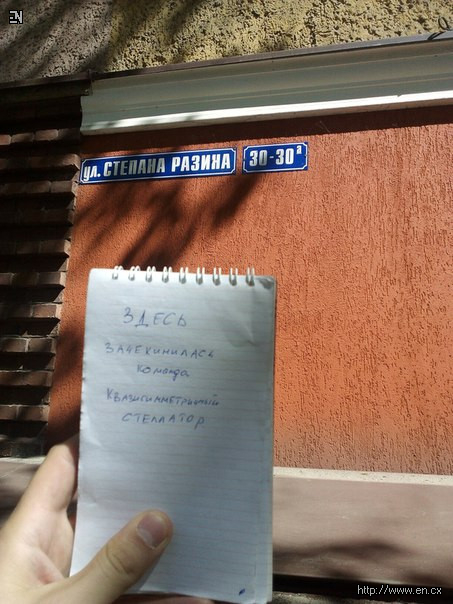 EN
ул. СТЕПАНА РАЗИНА 30-30а
ЗДЕСЬ
ЗАЧЕКИНИЛАСЬ
команда
КВАЗИСИММЕТРИЧНЫЙ
СТЕЛЛАТОР
http://www.en.cx